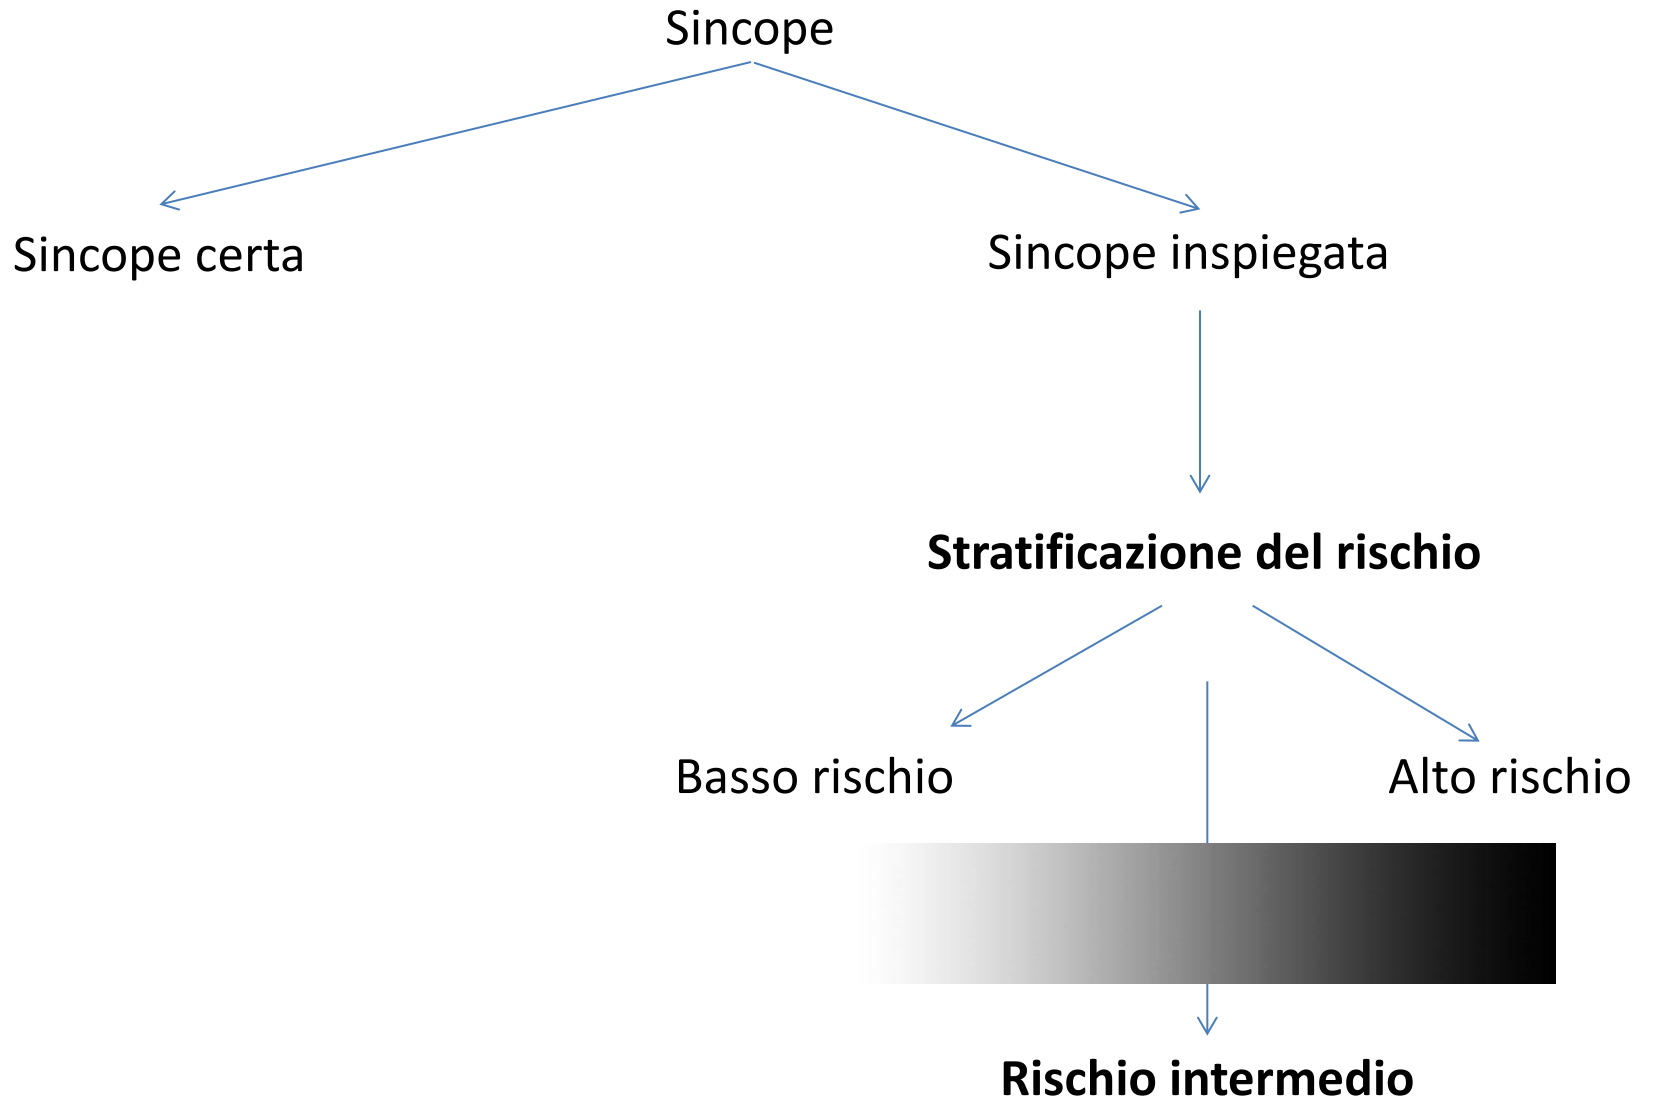 Sincope
Sincope certa
Sincope inspiegata
Stratificazione del rischio
Basso rischio
Alto rischio
Rischio intermedio